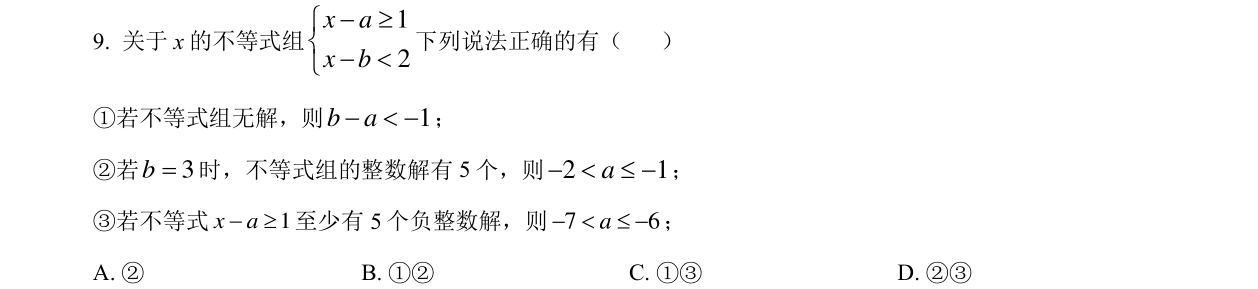 9. 关于 x 的不等式组 { x−a≥1 x−b<2 下列说法正确的有（　　）
①若不等式组无解，则 b−a<−1；
②若 b=3 时，不等式组的整数解有 5 个，则 −2<a≤−1；
③若不等式 x−a≥1 至少有 5 个负整数解，则 −7<a≤−6；
A. ② B. ①② C. ①③ D. ②③